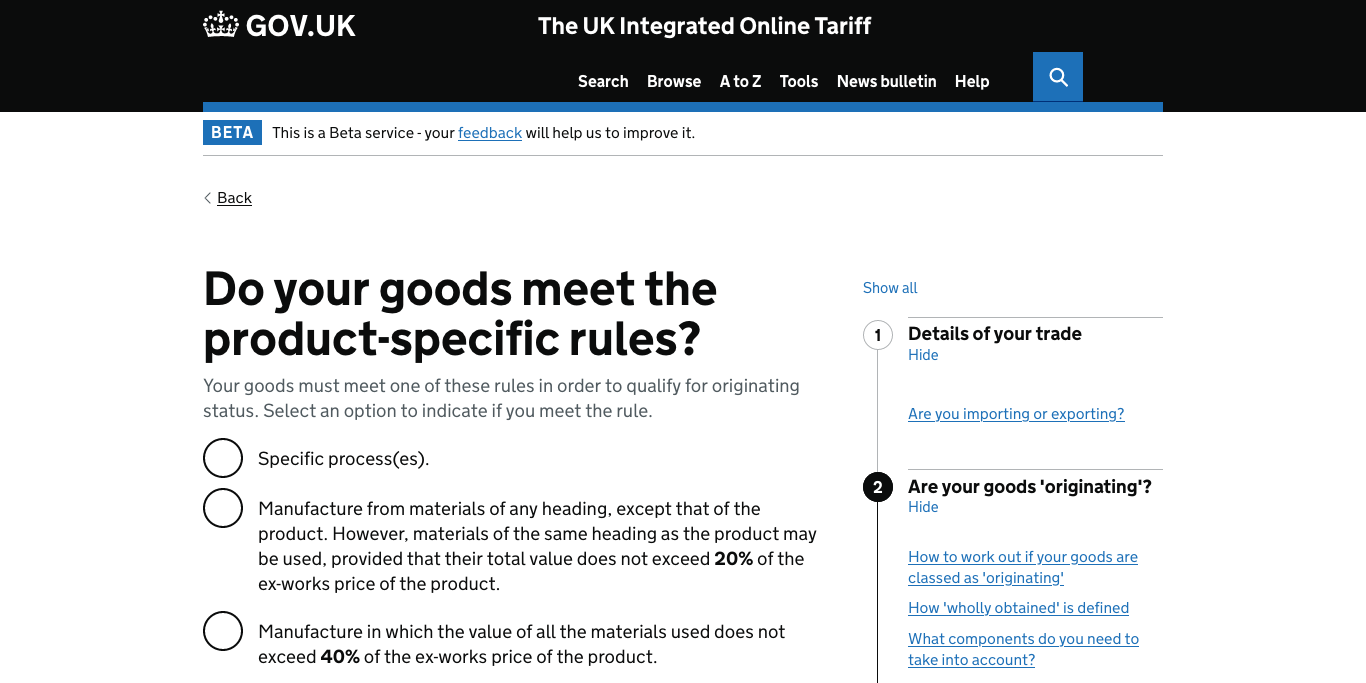 GOV.UK
The UK Integrated Online Tariff
Search Browse A to Z Tools News bulletin Help
BETA This is a Beta service - your feedback will help us to improve it.
Back
Do your goods meet the
product-specific rules?
Your goods must meet one of these rules in order to qualify for originating
status. Select an option to indicate if you meet the rule.
Specific process(es).
Manufacture from materials of any heading, except that of the
product. However, materials of the same heading as the product may
be used, provided that their total value does not exceed 20% of the
ex-works price of the product.
Manufacture in which the value of all the materials used does not
exceed 40% of the ex-works price of the product.
Show all
1 Details of your trade
Hide
Are you importing or exporting?
2 Are your goods 'originating'?
Hide
How to work out if your goods are
classed as 'originating'
How 'wholly obtained' is defined
What components do you need to
take into account?